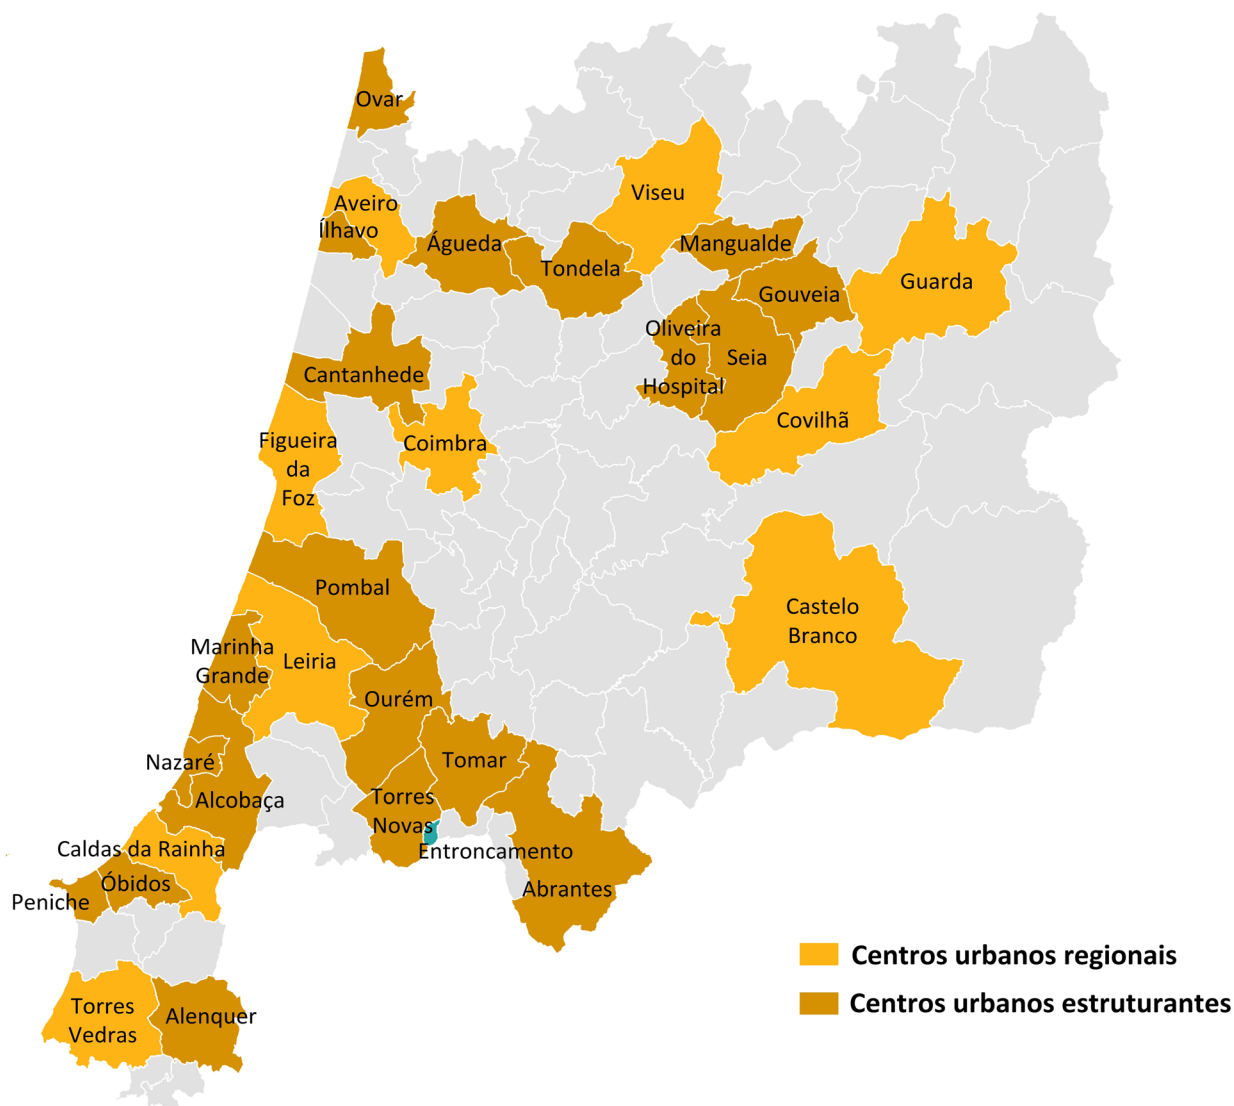 Ovar
Aveiro
Ílhavo
Águeda
Viseu
Tondela
Mangualde
Gouveia
Guarda
Oliveira
do
Hospital
Seia
Covilhã
Cantanhede
Coimbra
Figueira
da
Foz
Pombal
Castelo
Branco
Marinha
Grande
Leiria
Ourém
Nazaré
Tomar
Alcobaça
Torres
Novas
Entroncamento
Caldas da Rainha
Óbidos
Peniche
Abrantes
Torres
Vedras
Alenquer
Centros urbanos regionais
Centros urbanos estruturantes